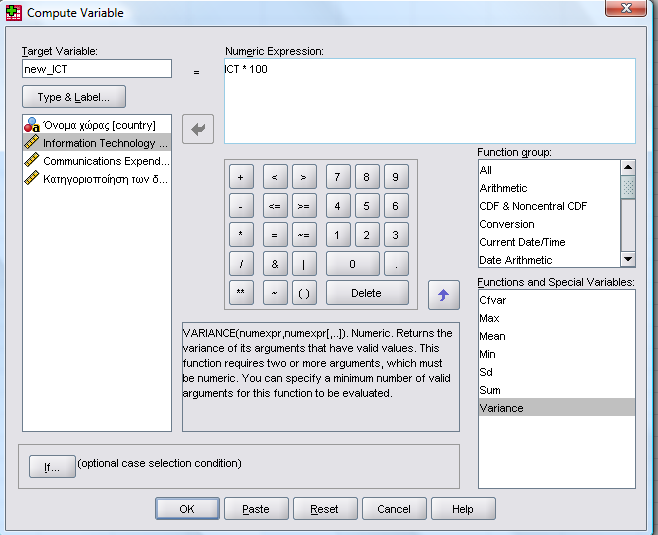 Compute Variable
Target Variable:
new_ICT
=
Numeric Expression:
ICT * 100
Type & Label...
Όνομα χώρας [country]
Information Technology ...
Communications Expend...
Κατηγοριοποίηση των δ...
+ < > 7 8 9
- <= >= 4 5 6
* = ~= 1 2 3
/ & | 0 .
** ~ ( ) Delete
Function group:
All
Arithmetic
CDF & Noncentral CDF
Conversion
Current Date/Time
Date Arithmetic
Functions and Special Variables:
Cfvar
Max
Mean
Min
Sd
Sum
Variance
VARIANCE(numexpr,numexpr[,..]). Numeric. Returns the
variance of its arguments that have valid values. This
function requires two or more arguments, which must
be numeric. You can specify a minimum number of valid
arguments for this function to be evaluated.
If... (optional case selection condition)
OK Paste Reset Cancel Help